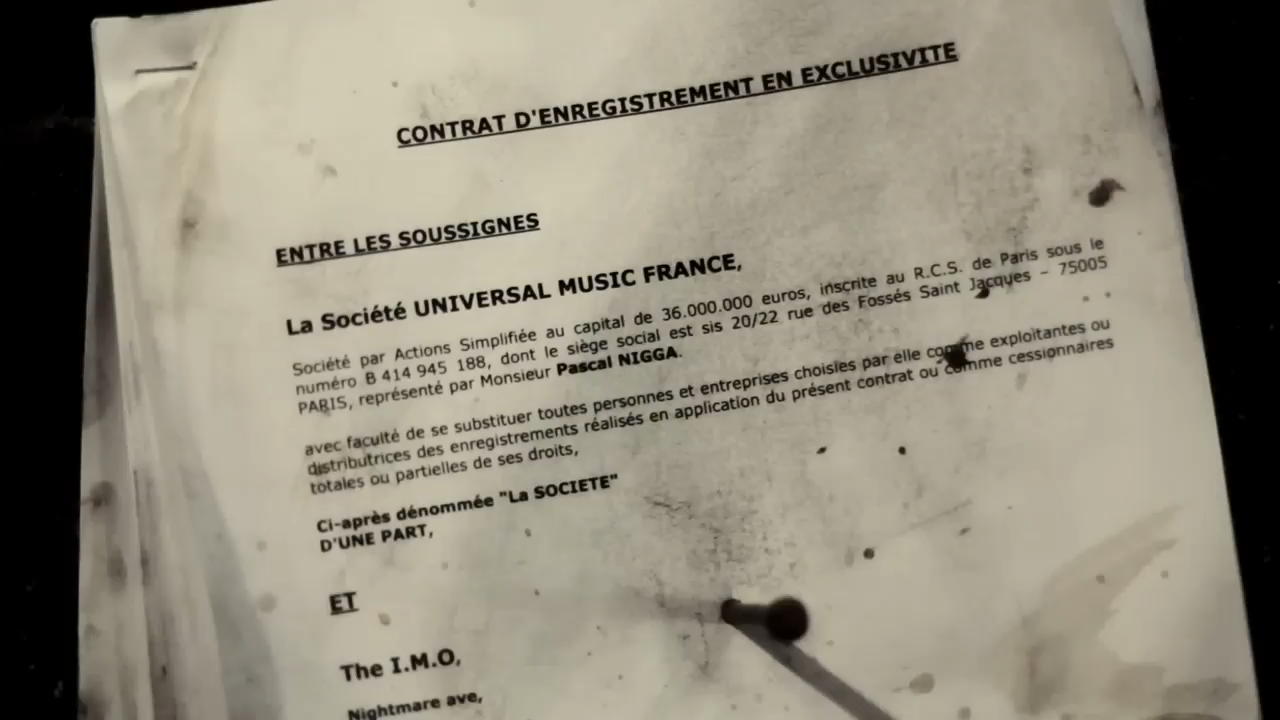 CONTRAT D'ENREGISTREMENT EN EXCLUSIVITE
ENTRE LES SOUSSIGNES
La Société UNIVERSAL MUSIC FRANCE,
Société par Actions Simplifiée au capital de 36.000.000 euros, inscrite au R.C.S. de Paris sous le
numéro B 414 945 188, dont le siège social est sis 20/22 rue des Fossés Saint Jacques – 75005
PARIS, représenté par Monsieur Pascal NIGGA.
avec faculté de se substituer toutes personnes et entreprises choisies par elle comme exploitantes ou
distributrices des enregistrements réalisés en application du présent contrat ou comme cessionnaires
totales ou partielles de ses droits,
Ci-après dénommée "La SOCIETE"
D'UNE PART,
ET
The I.M.O,
Nightmare ave,